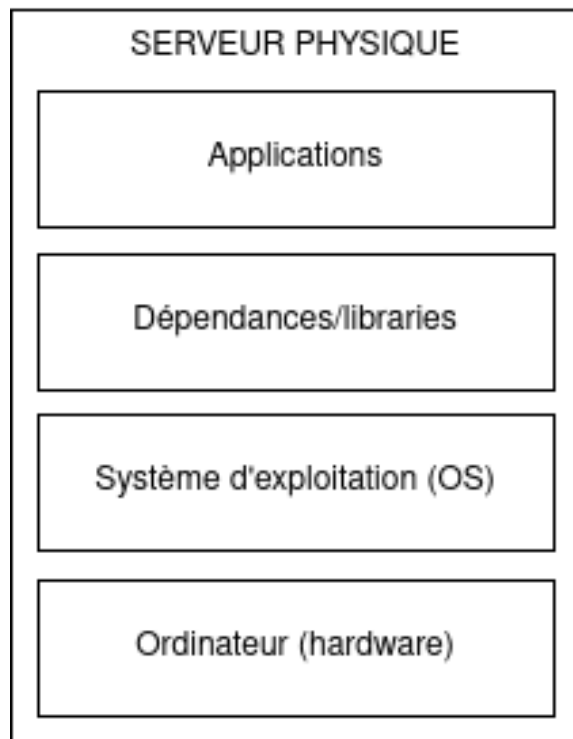 SERVEUR PHYSIQUE
Applications
Dépendances/libraries
Système d'exploitation (OS)
Ordinateur (hardware)